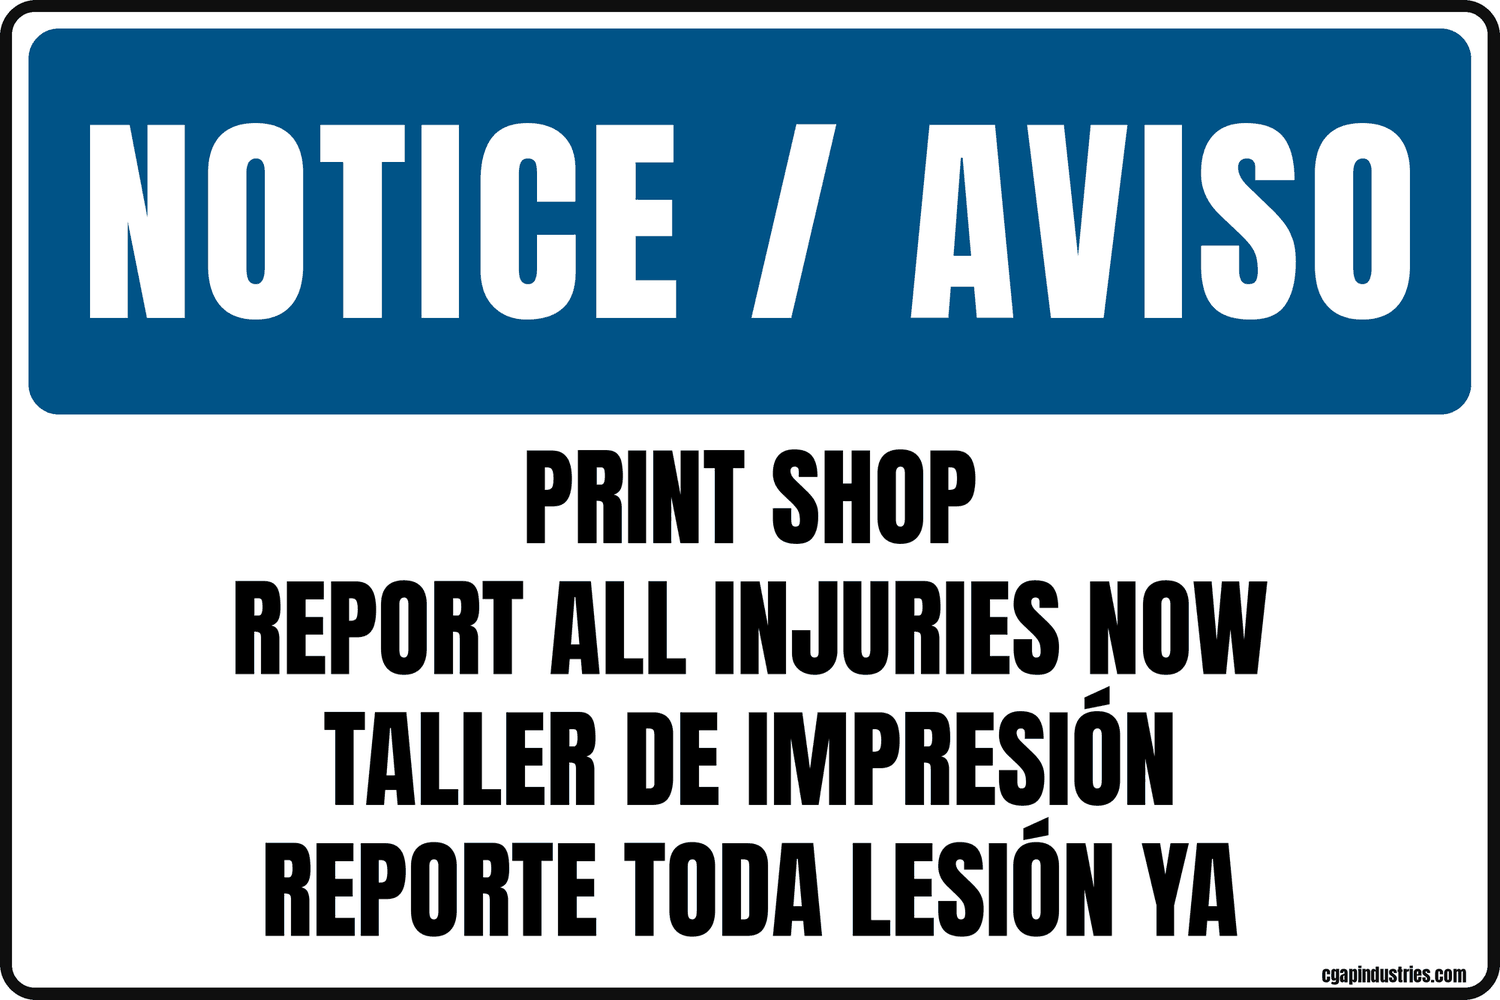 NOTICE / AVISO
PRINT SHOP
REPORT ALL INJURIES NOW
TALLER DE IMPRESIÓN
REPORTE TODA LESIÓN YA
cgapindustries.com